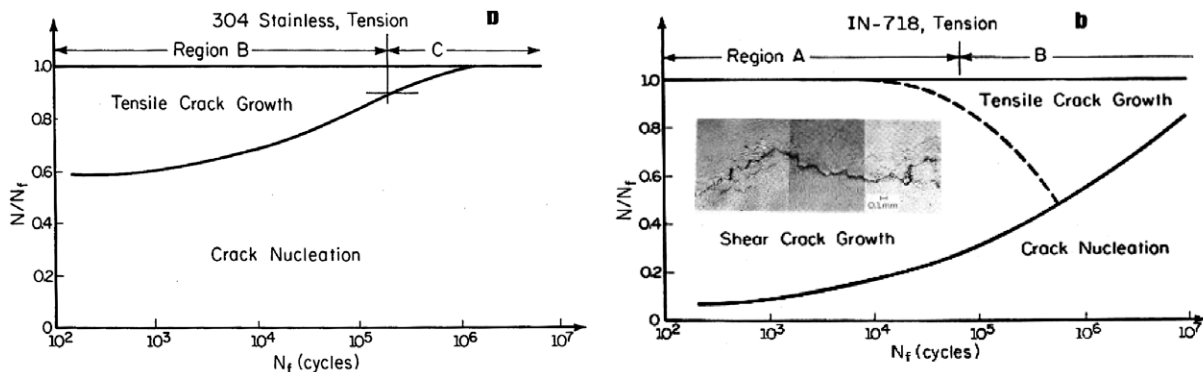 304 Stainless, Tension
b
Region B
C
1.0
0.8
0.6
0.4
0.2
0
N/Nf
Tensile Crack Growth
Crack Nucleation
10² 10³ 10⁴ 10⁵ 10⁶ 10⁷
Nf (cycles)
IN-718, Tension
b
Region A
B
1.0
0.8
0.6
0.4
0.2
0
N/Nf
Tensile Crack Growth
0.1mm
Shear Crack Growth
Crack Nucleation
10² 10³ 10⁴ 10⁵ 10⁶ 10⁷
Nf (cycles)